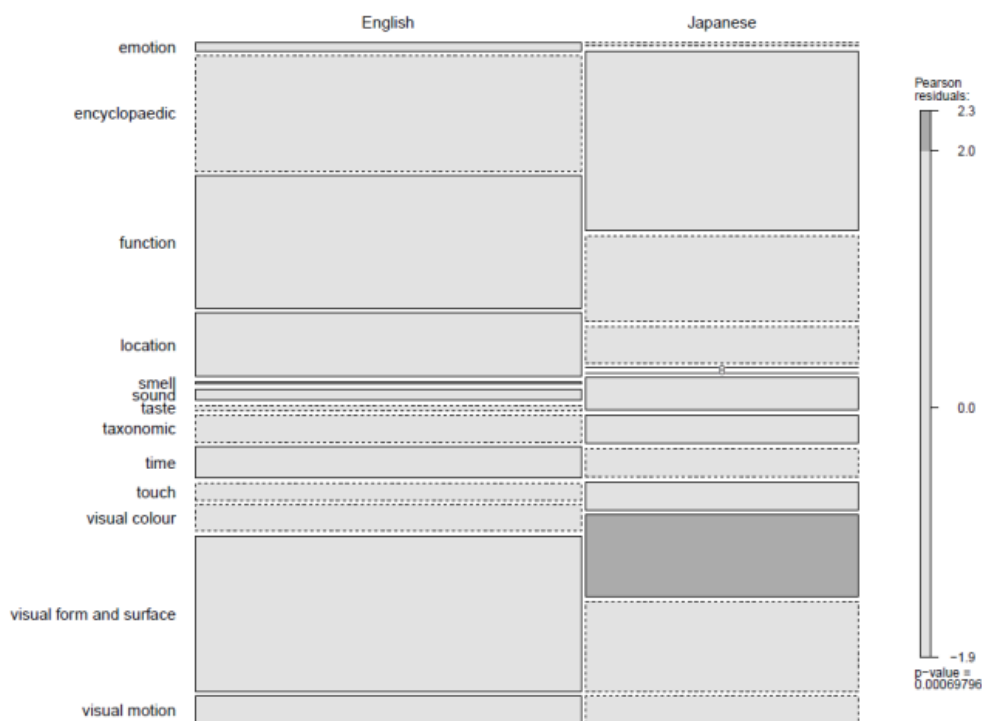 English Japanese
emotion
encyclopaedic
function
location
smell
sound
taste
taxonomic
time
touch
visual colour
visual form and surface
visual motion
Pearson
residuals:
2.3
2.0
0.0
−1.9
p-value =
0.00069796